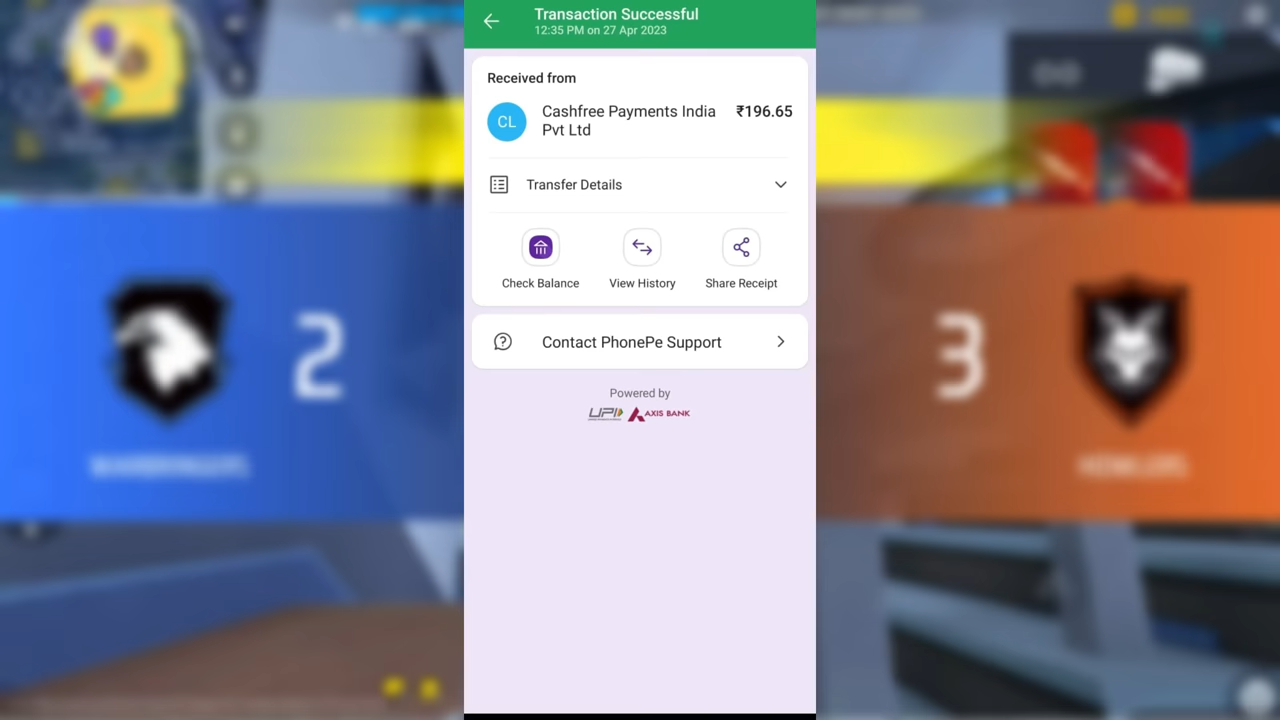 Transaction Successful
12:35 PM on 27 Apr 2023
Received from
CL
Cashfree Payments India
Pvt Ltd
₹196.65
Transfer Details
Check Balance
View History
Share Receipt
Contact PhonePe Support
Powered by
UPI
AXIS BANK
2
3
HOWLERS